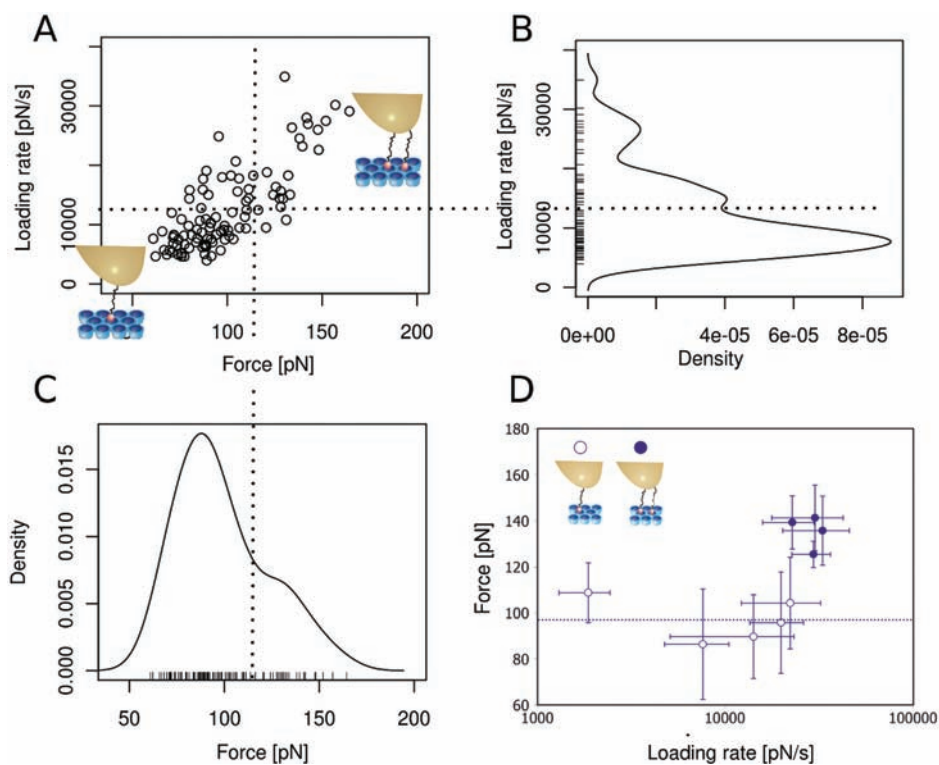 A
Loading rate [pN/s]
0 10000 30000
50 100 150 200
Force [pN]
B
Loading rate [pN/s]
0 10000 30000
0e+00 4e-05 6e-05 8e-05
Density
C
Density
0.000 0.005 0.010 0.015
50 100 150 200
Force [pN]
D
Force [pN]
180
160
140
120
100
80
60
1000 10000 100000
Loading rate [pN/s]